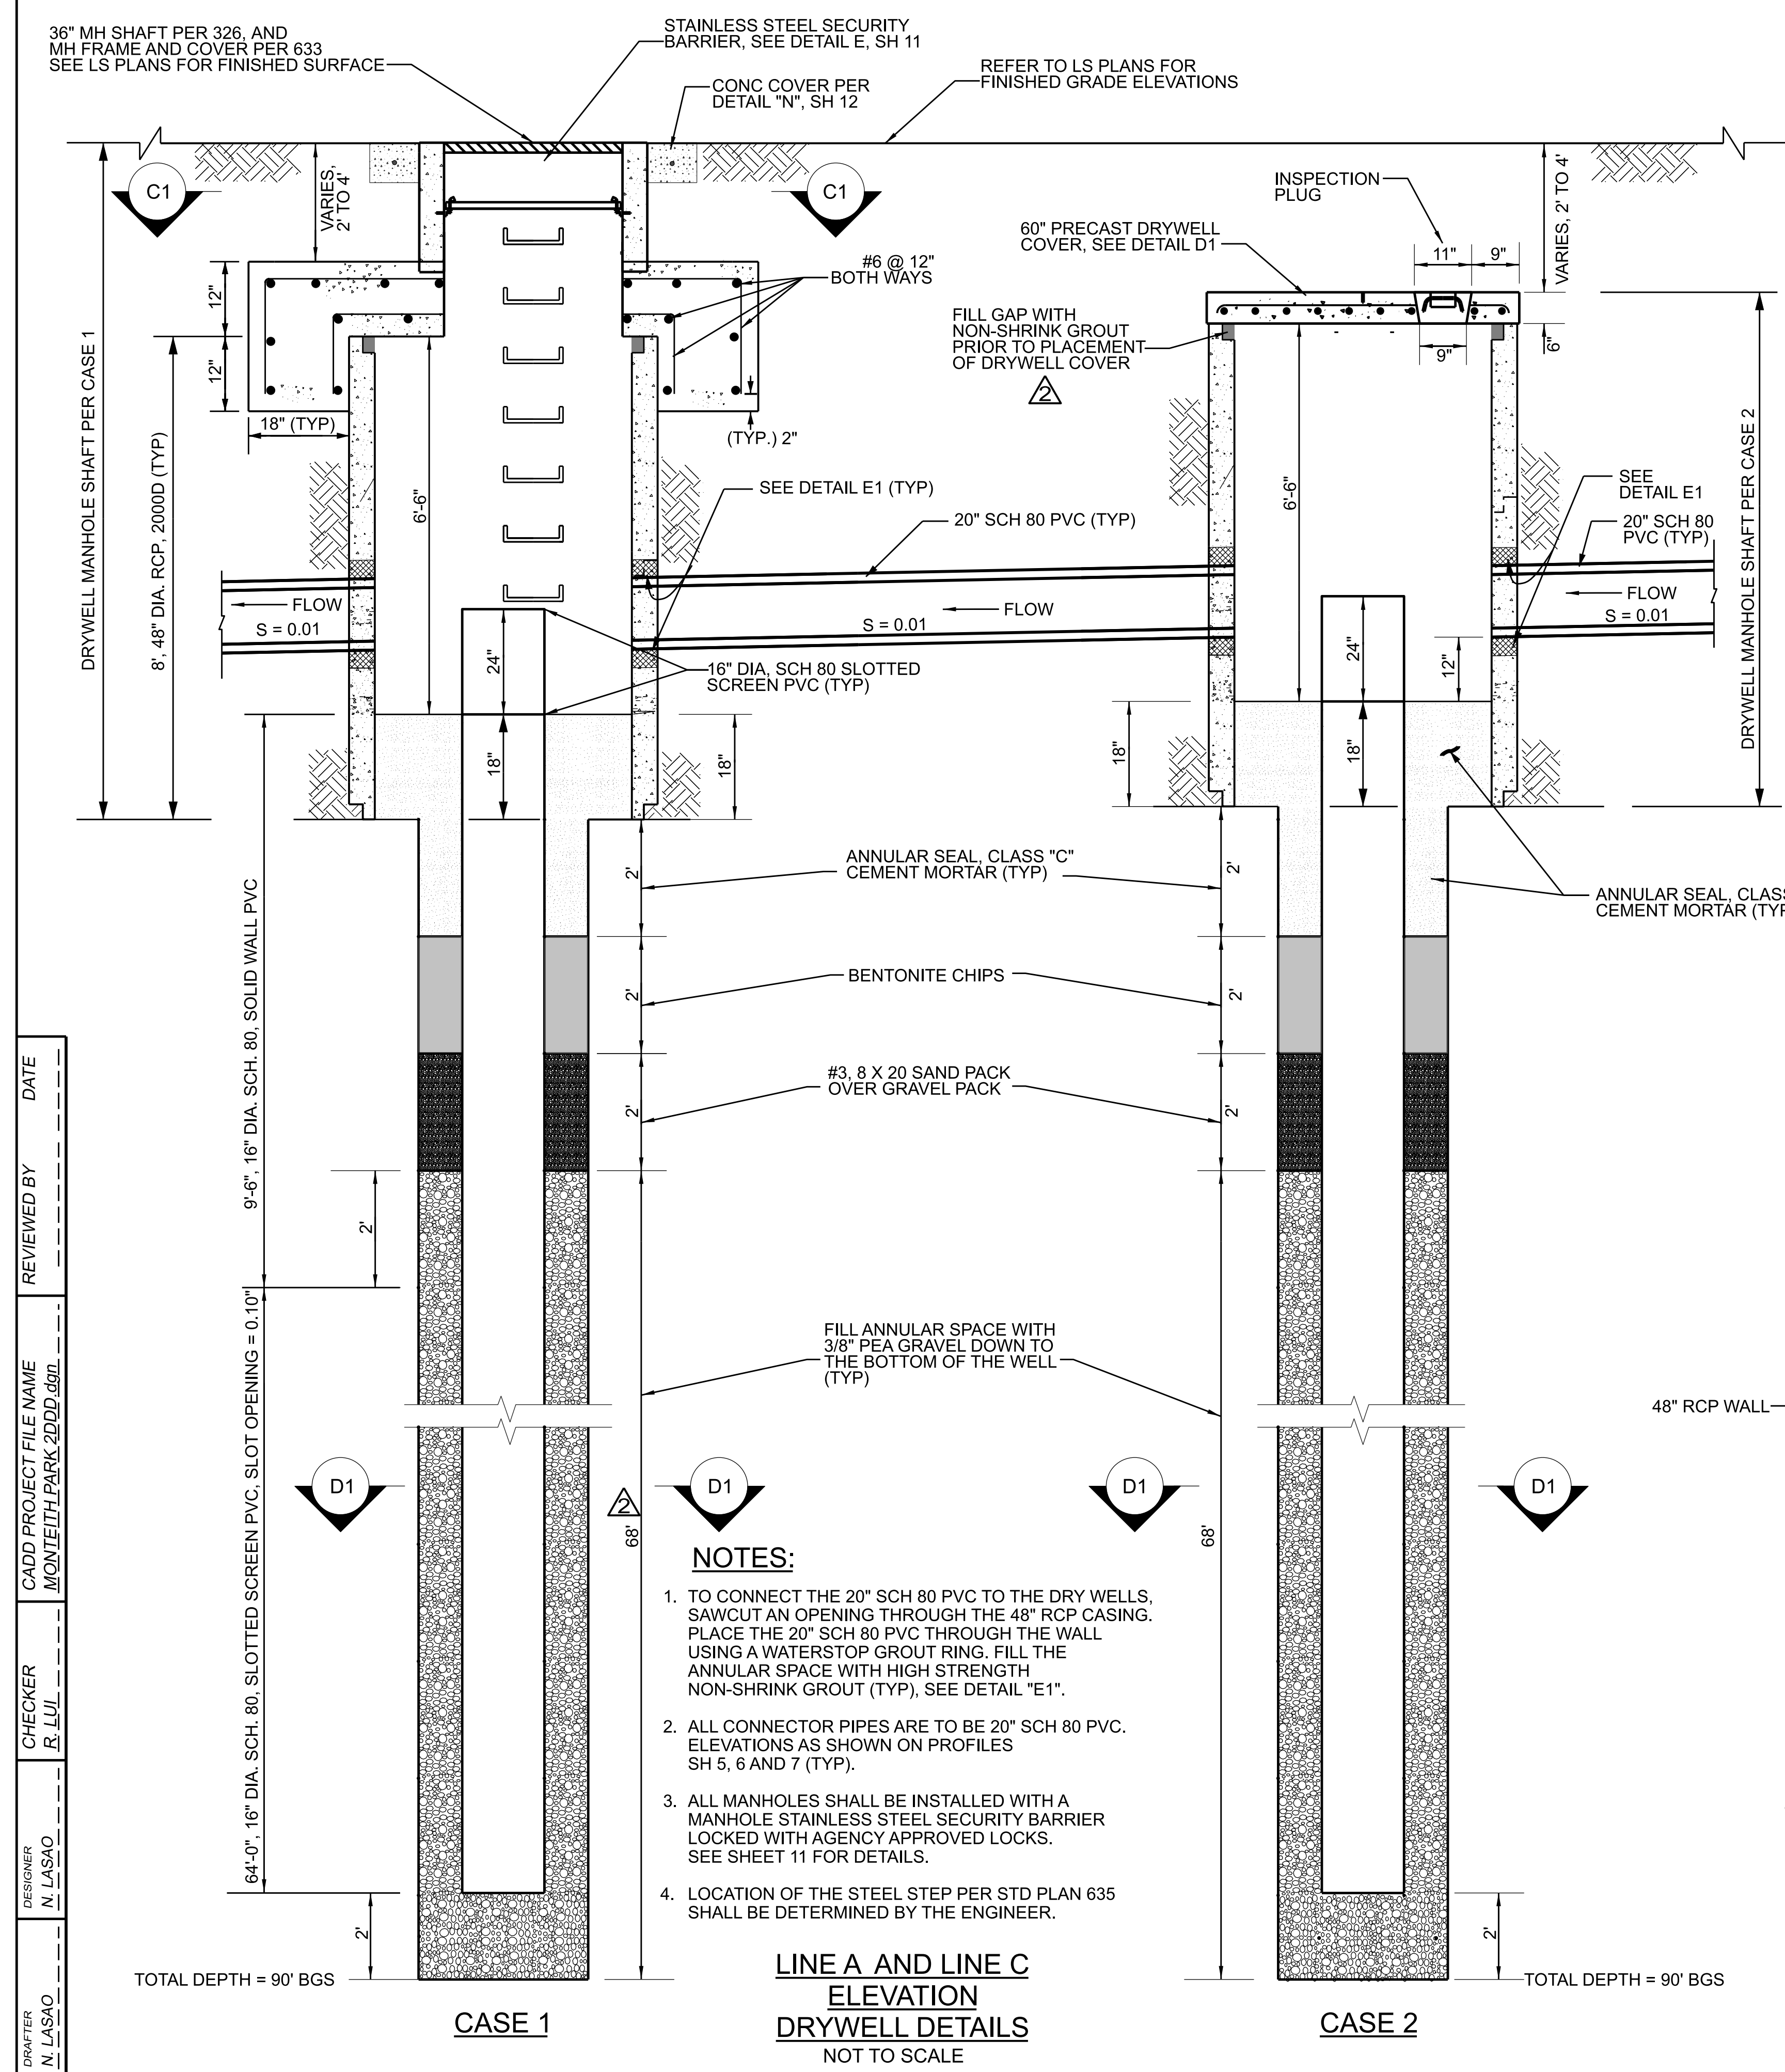 36" MH SHAFT PER 326, AND
MH FRAME AND COVER PER 633
SEE LS PLANS FOR FINISHED SURFACE
STAINLESS STEEL SECURITY
BARRIER, SEE DETAIL E, SH 11
CONC COVER PER
DETAIL "N", SH 12
REFER TO LS PLANS FOR
FINISHED GRADE ELEVATIONS
C1
C1
VARIES,
2' TO 4'
INSPECTION
PLUG
VARIES, 2' TO 4'
60" PRECAST DRYWELL
COVER, SEE DETAIL D1
11"
9"
#6 @ 12"
BOTH WAYS
12"
12"
FILL GAP WITH
NON-SHRINK GROUT
PRIOR TO PLACEMENT
OF DRYWELL COVER
2
9"
6"
18" (TYP)
(TYP.) 2"
DRYWELL MANHOLE SHAFT PER CASE 1
8', 48" DIA. RCP, 2000D (TYP)
6'-6"
6'-6"
DRYWELL MANHOLE SHAFT PER CASE 2
SEE DETAIL E1 (TYP)
20" SCH 80 PVC (TYP)
SEE
DETAIL E1
20" SCH 80
PVC (TYP)
FLOW
S = 0.01
FLOW
S = 0.01
FLOW
S = 0.01
24"
24"
12"
16" DIA, SCH 80 SLOTTED
SCREEN PVC (TYP)
18"
18"
18"
18"
ANNULAR SEAL, CLASS "C"
CEMENT MORTAR (TYP)
2'
2'
ANNULAR SEAL, CLASS
CEMENT MORTAR (TYP
9'-6", 16" DIA. SCH. 80, SOLID WALL PVC
BENTONITE CHIPS
2'
2'
#3, 8 X 20 SAND PACK
OVER GRAVEL PACK
2'
2'
2'
FILL ANNULAR SPACE WITH
3/8" PEA GRAVEL DOWN TO
THE BOTTOM OF THE WELL
(TYP)
48" RCP WALL
64'-0", 16" DIA. SCH. 80, SLOTTED SCREEN PVC, SLOT OPENING = 0.10"
D1
D1
D1
D1
2
68'
68'
NOTES:
1. TO CONNECT THE 20" SCH 80 PVC TO THE DRY WELLS,
SAWCUT AN OPENING THROUGH THE 48" RCP CASING.
PLACE THE 20" SCH 80 PVC THROUGH THE WALL
USING A WATERSTOP GROUT RING. FILL THE
ANNULAR SPACE WITH HIGH STRENGTH
NON-SHRINK GROUT (TYP), SEE DETAIL "E1".
2. ALL CONNECTOR PIPES ARE TO BE 20" SCH 80 PVC.
ELEVATIONS AS SHOWN ON PROFILES
SH 5, 6 AND 7 (TYP).
3. ALL MANHOLES SHALL BE INSTALLED WITH A
MANHOLE STAINLESS STEEL SECURITY BARRIER
LOCKED WITH AGENCY APPROVED LOCKS.
SEE SHEET 11 FOR DETAILS.
4. LOCATION OF THE STEEL STEP PER STD PLAN 635
SHALL BE DETERMINED BY THE ENGINEER.
2'
2'
TOTAL DEPTH = 90' BGS
TOTAL DEPTH = 90' BGS
CASE 1
LINE A AND LINE C
ELEVATION
DRYWELL DETAILS
NOT TO SCALE
CASE 2
REVIEWED BY
DATE
CADD PROJECT FILE NAME
MONTEITH PARK 2DDD.dgn
CHECKER
R. LUI
DESIGNER
N. LASAO
DRAFTER
N. LASAO